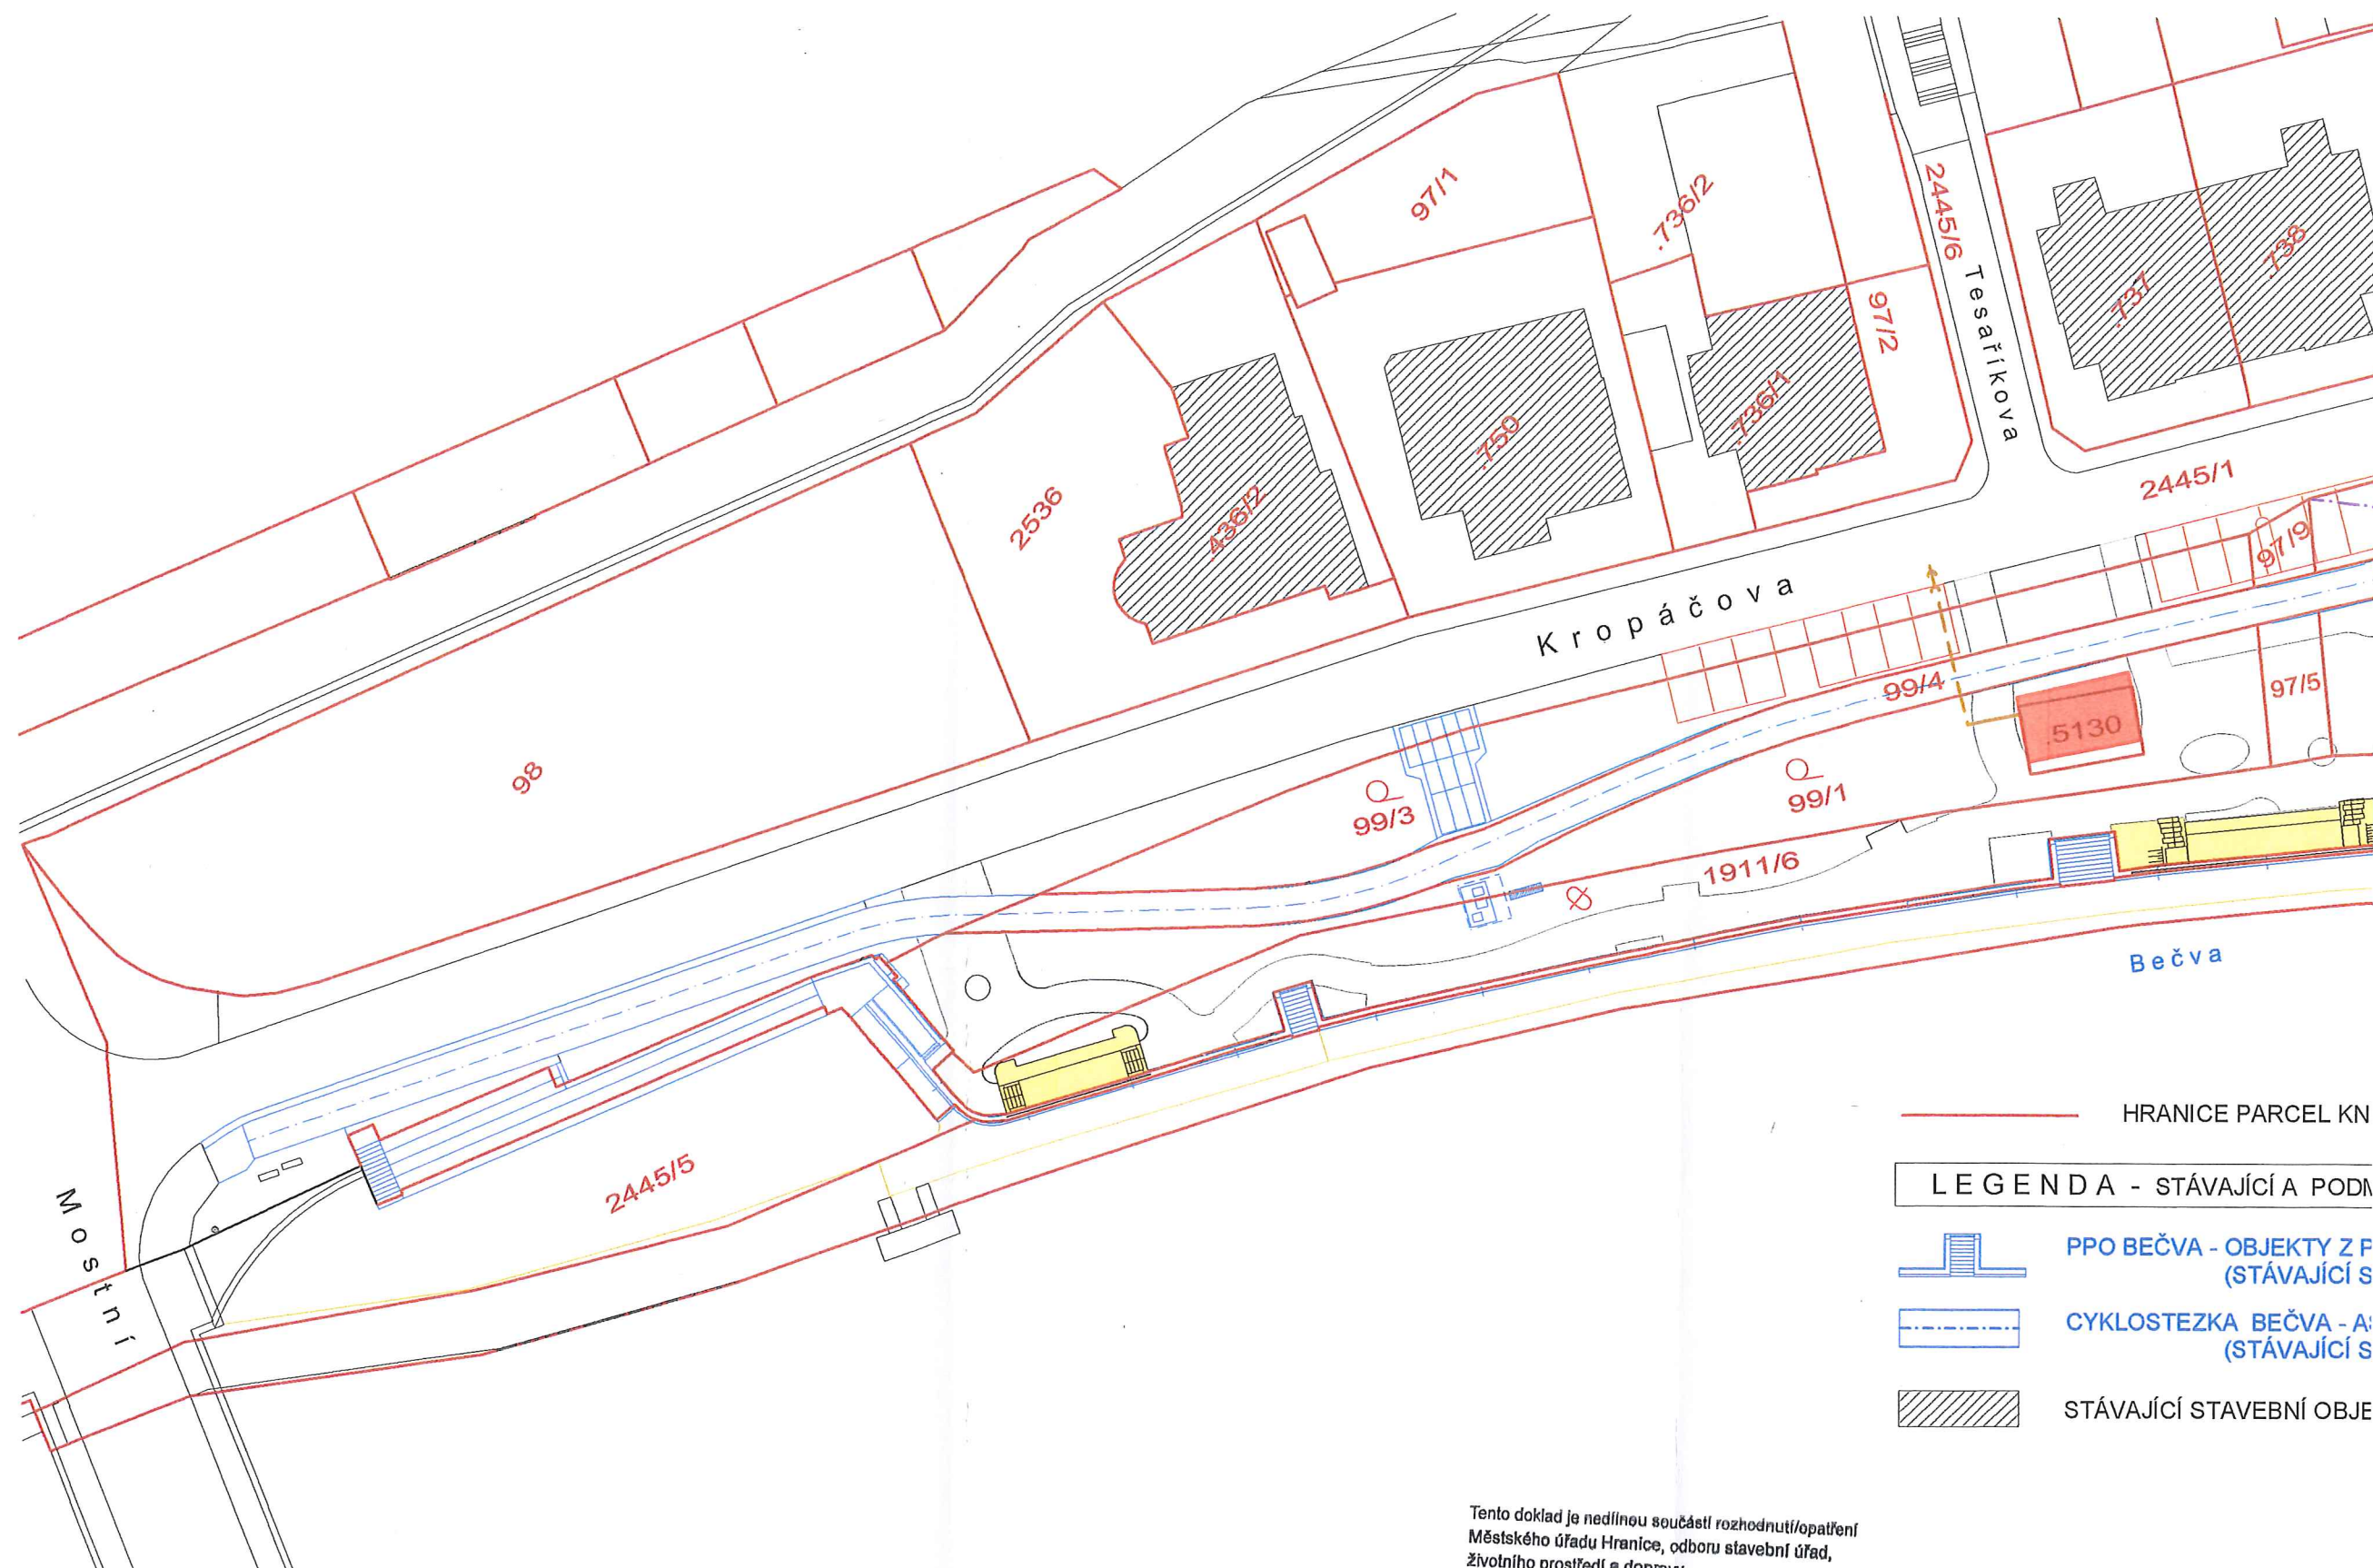 97/1
.736/2
2445/6
Tesaříkova
97/2
.737
.738
2536
436/2
.750
.736/1
2445/1
97/9
Kropáčova
99/4
97/5
.5130
98
99/3
99/1
1911/6
Bečva
2445/5
Mostní
HRANICE PARCEL KN
LEGENDA - STÁVAJÍCÍ A
PPO BEČVA - OBJEKTY Z
(STÁVAJÍCÍ
CYKLOSTEZKA BEČVA -
(STÁVAJÍCÍ
STÁVAJÍCÍ STAVEBNÍ
Tento doklad je nedílnou součástí rozhodnutí/opatření
Městského úřadu Hranice, odboru stavební úřad,
životního prostředí a